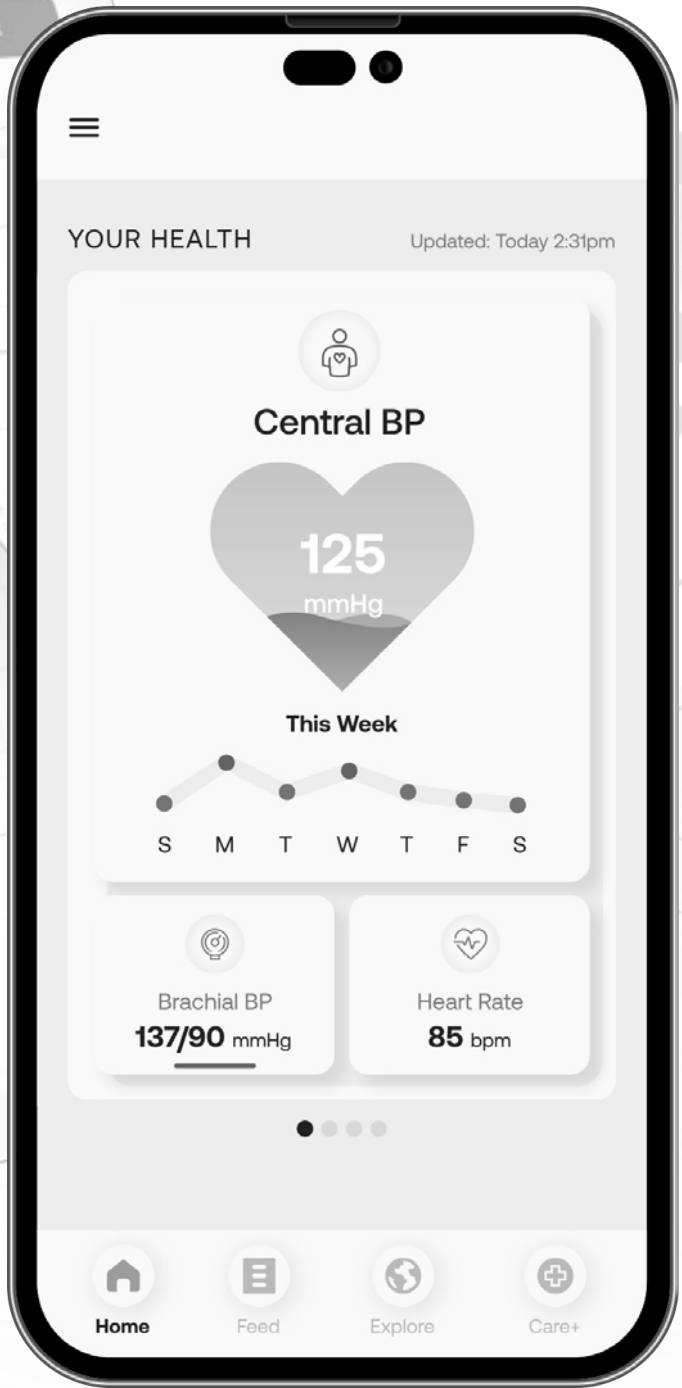 YOUR HEALTH
Updated: Today 2:31pm
Central BP
125
mmHg
This Week
S M T W T F S
Brachial BP
137/90 mmHg
Heart Rate
85 bpm
Home Feed Explore Care+